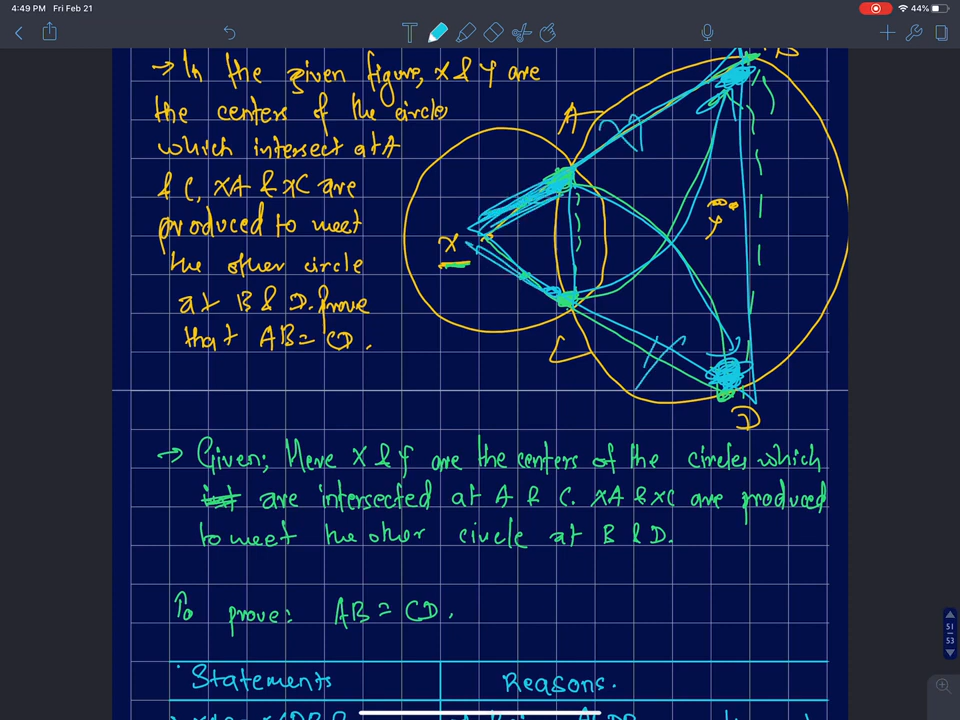 4:49 PM Fri Feb 21
44%
→ In the given figure, X & Y are
the centers of the circles
which intersect at A
& C, XA & XC are
produced to meet
the other circle
at B & D. Prove
that AB = CD.
A
B
X
Y
C
D
→ Given; Here X & Y are the centers of the circles which
are intersected at A & C. XA & XC are produced
to meet the other circle at B & D.
To prove: AB = CD.
Statements
Reasons.
51
53